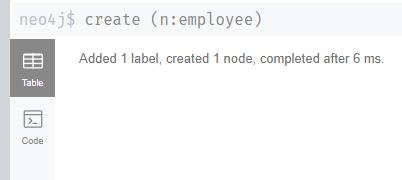 neo4j$ create (n:employee)
Added 1 label, created 1 node, completed after 6 ms.
Table
Code